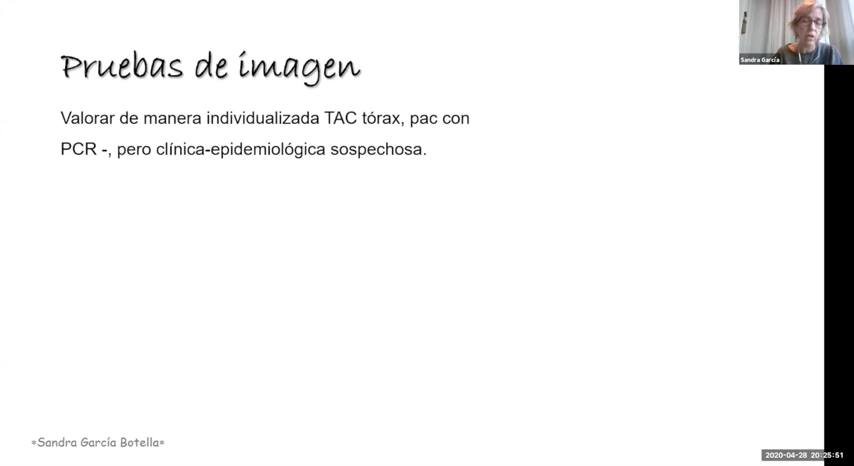 Pruebas de imagen
Valorar de manera individualizada TAC tórax, pac con
PCR -, pero clínica-epidemiológica sospechosa.
*Sandra García Botella*
Sandra García
2020-04-28 20:25:51